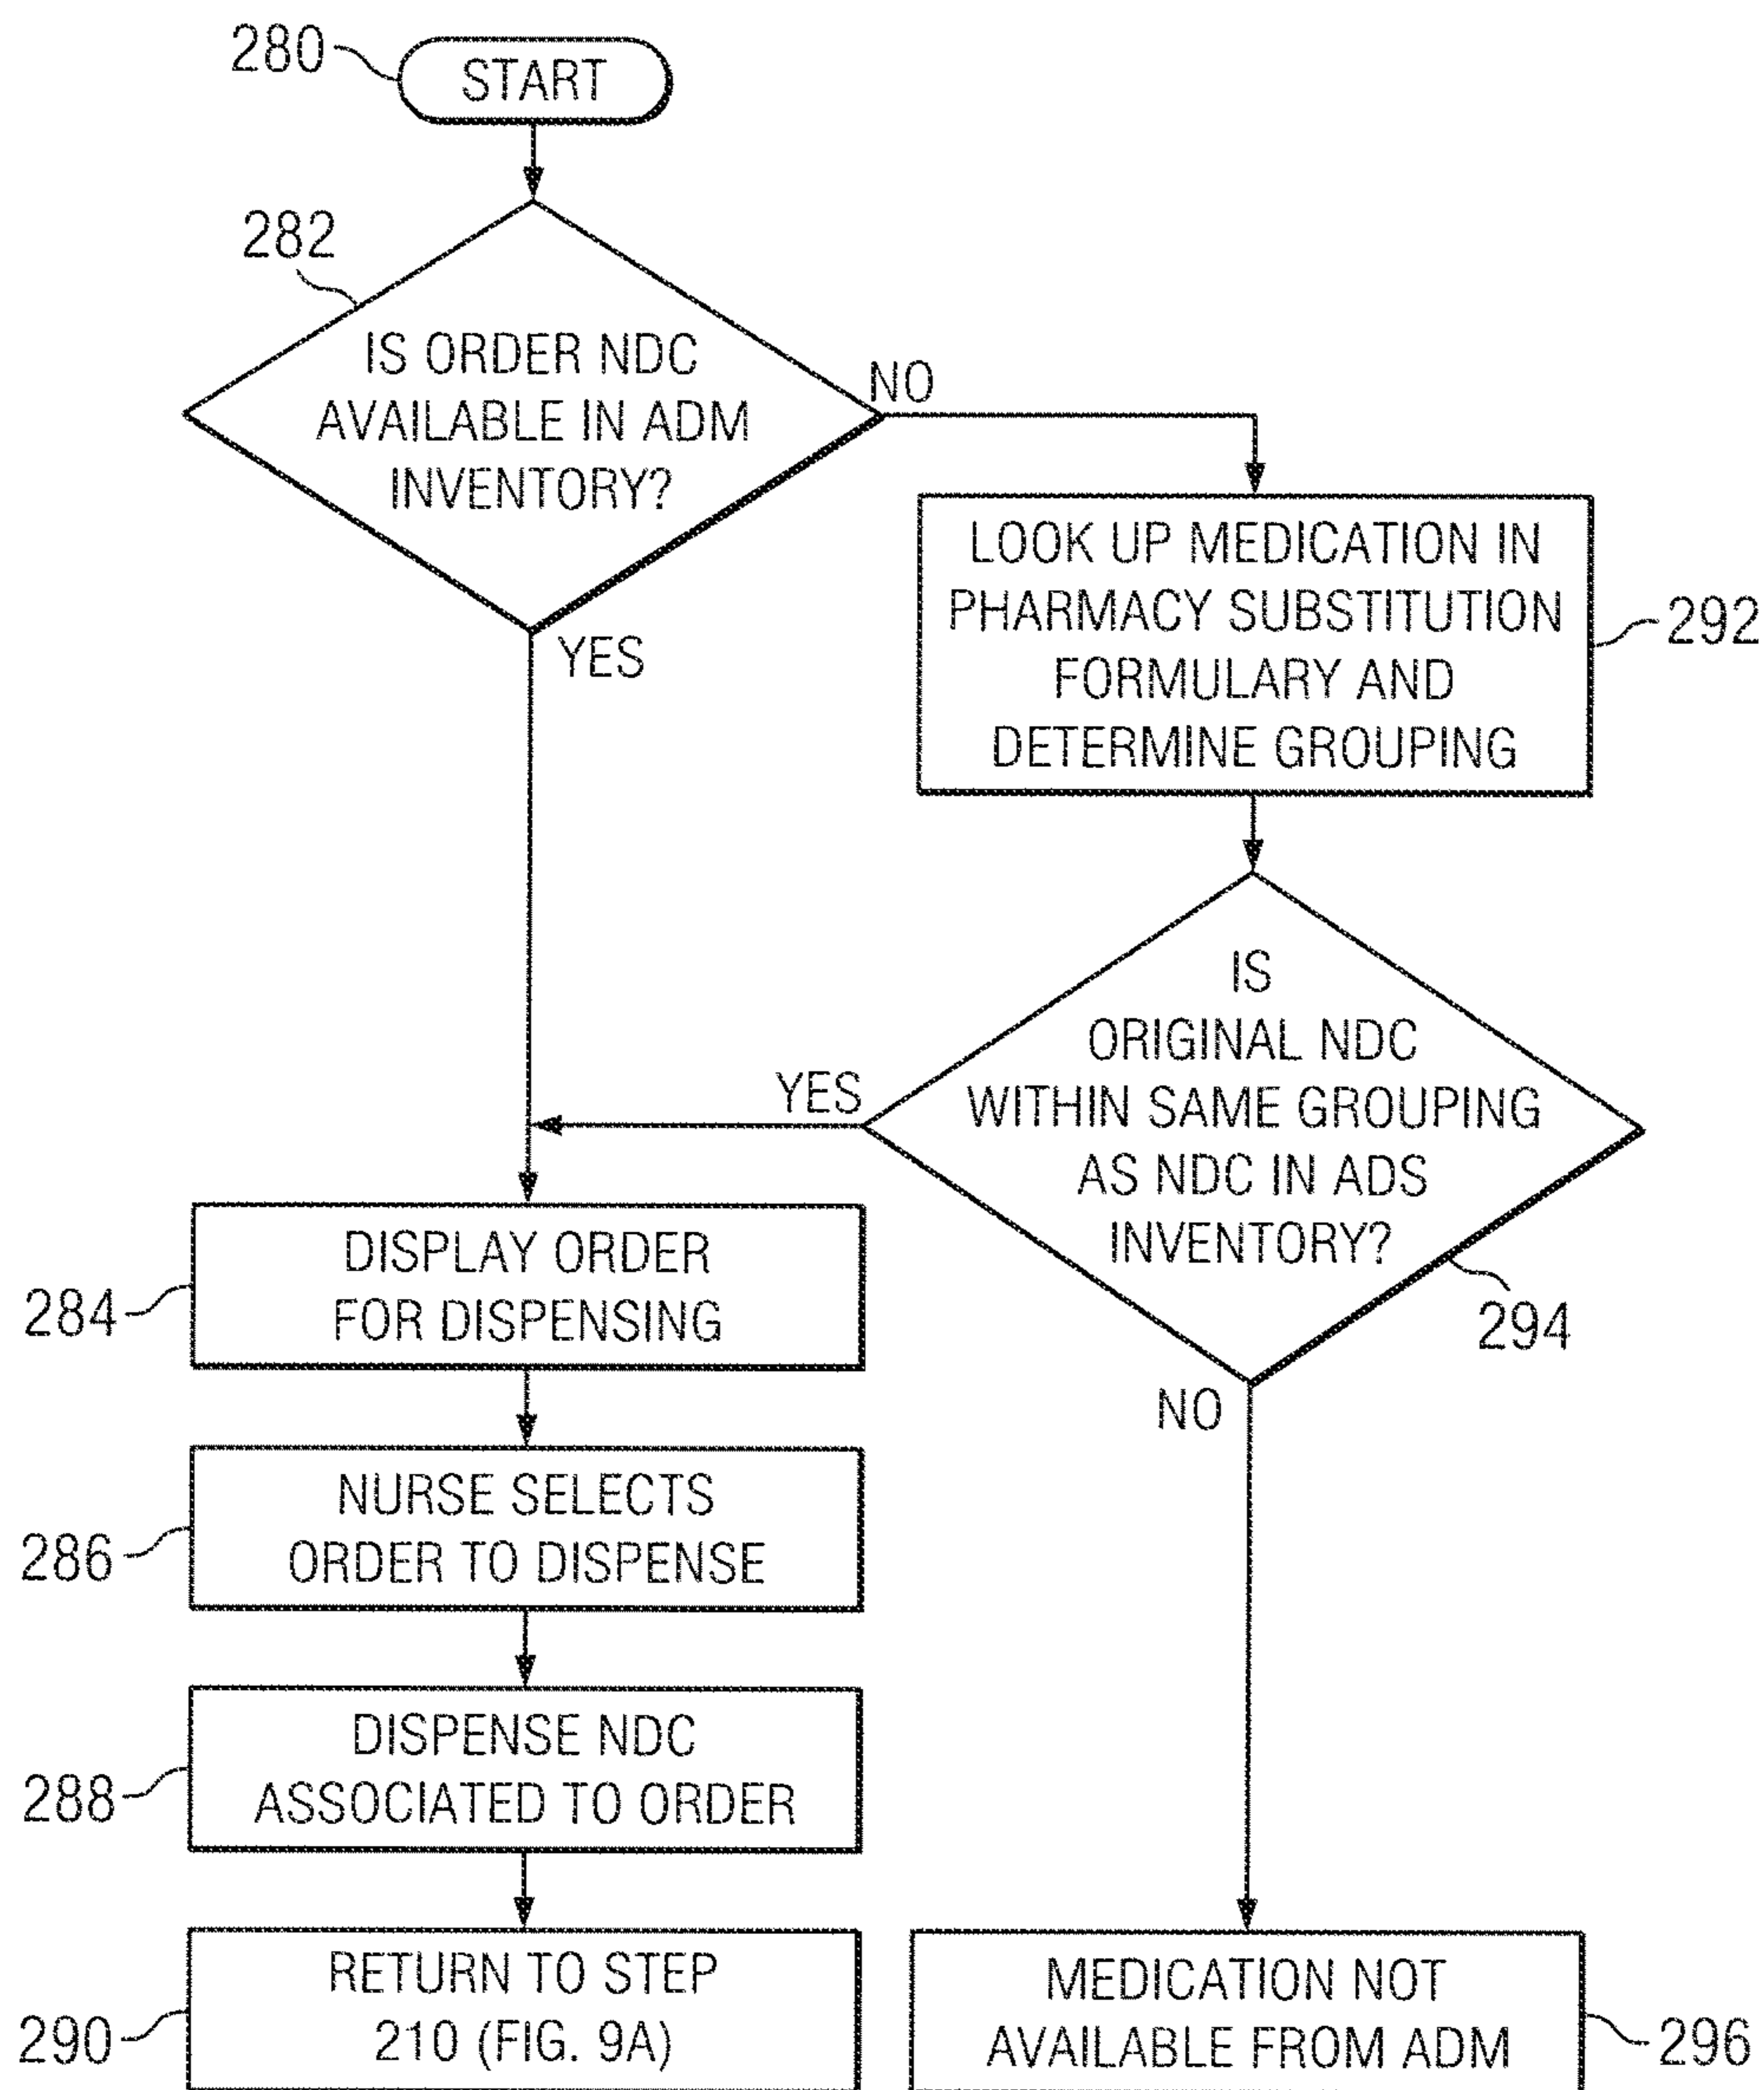 280
START
282
IS ORDER NDC
AVAILABLE IN ADM
INVENTORY?
NO
YES
LOOK UP MEDICATION IN
PHARMACY SUBSTITUTION
FORMULARY AND
DETERMINE GROUPING
292
IS
ORIGINAL NDC
WITHIN SAME GROUPING
AS NDC IN ADS
INVENTORY?
YES
294
NO
DISPLAY ORDER
FOR DISPENSING
284
NURSE SELECTS
ORDER TO DISPENSE
286
DISPENSE NDC
ASSOCIATED TO ORDER
288
RETURN TO STEP
210 (FIG. 9A)
290
MEDICATION NOT
AVAILABLE FROM ADM
296